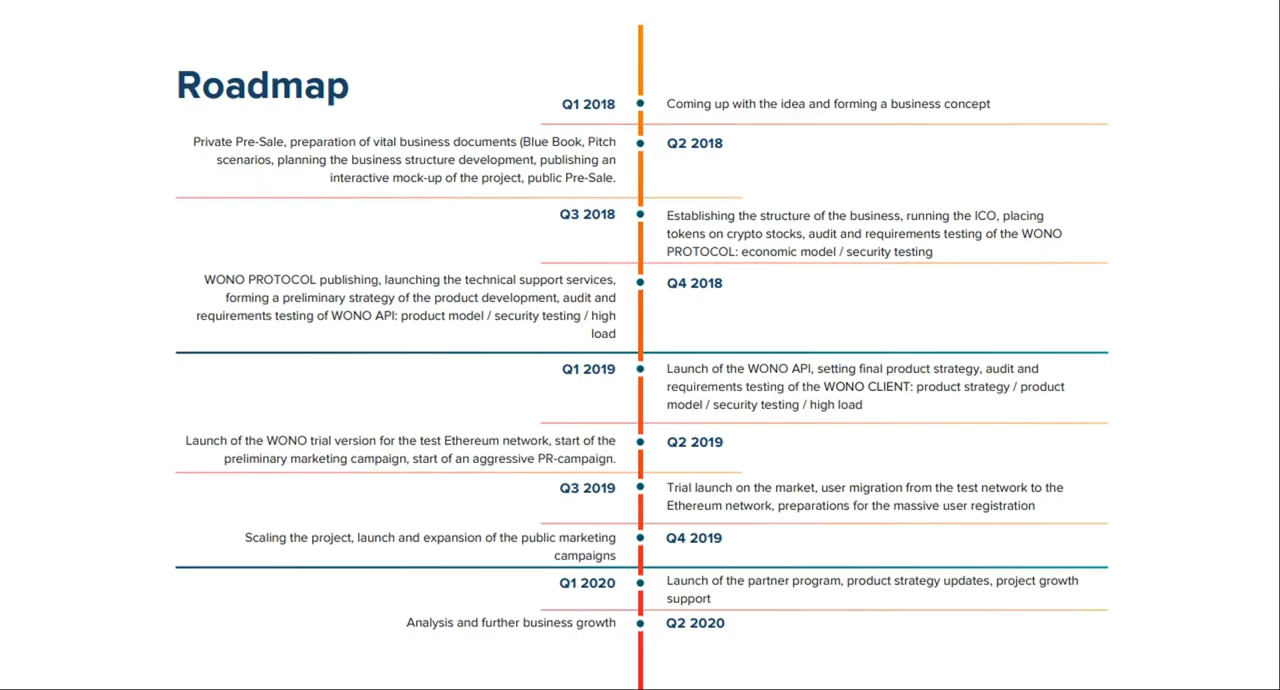 Roadmap
Q1 2018
Coming up with the idea and forming a business concept
Private Pre-Sale, preparation of vital business documents (Blue Book, Pitch
scenarios, planning the business structure development, publishing an
interactive mock-up of the project, public Pre-Sale.
Q2 2018
Q3 2018
Establishing the structure of the business, running the ICO, placing
tokens on crypto stocks, audit and requirements testing of the WONO
PROTOCOL: economic model / security testing
WONO PROTOCOL publishing, launching the technical support services,
forming a preliminary strategy of the product development, audit and
requirements testing of WONO API: product model / security testing / high
load
Q4 2018
Q1 2019
Launch of the WONO API, setting final product strategy, audit and
requirements testing of the WONO CLIENT: product strategy / product
model / security testing / high load
Launch of the WONO trial version for the test Ethereum network, start of the
preliminary marketing campaign, start of an aggressive PR-campaign.
Q2 2019
Q3 2019
Trial launch on the market, user migration from the test network to the
Ethereum network, preparations for the massive user registration
Scaling the project, launch and expansion of the public marketing
campaigns
Q4 2019
Q1 2020
Launch of the partner program, product strategy updates, project growth
support
Analysis and further business growth
Q2 2020